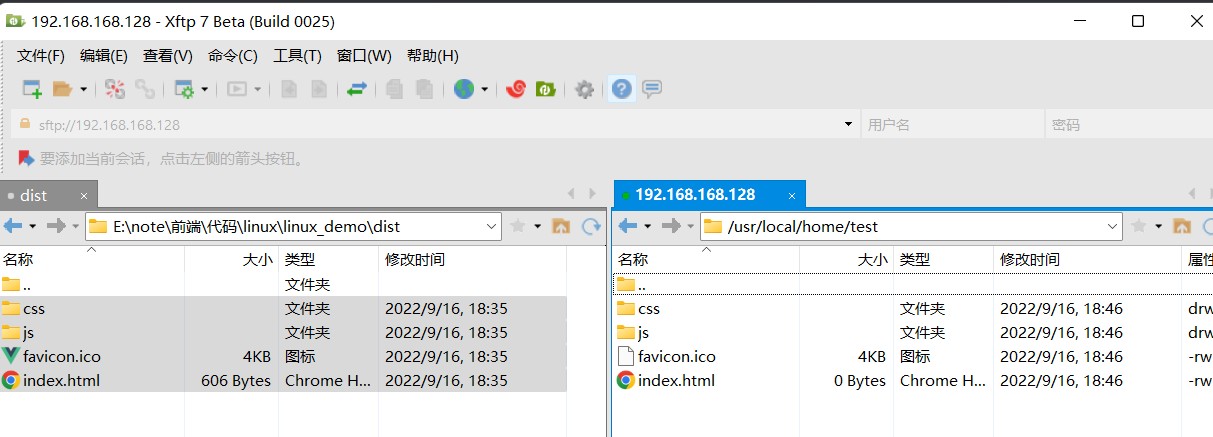 192.168.168.128 - Xftp 7 Beta (Build 0025)
文件(F) 编辑(E) 查看(V) 命令(C) 工具(T) 窗口(W) 帮助(H)
sftp://192.168.168.128 用户名 密码
要添加当前会话，点击左侧的箭头按钮。
dist × 192.168.168.128 ×
E:\note\前端\代码\linux\linux_demo\dist /usr/local/home/test
名称 大小 类型 修改时间 名称 大小 类型 修改时间 属性
.. 文件夹 ..
css 文件夹 2022/9/16, 18:35 css 文件夹 2022/9/16, 18:46 drw
js 文件夹 2022/9/16, 18:35 js 文件夹 2022/9/16, 18:46 drw
favicon.ico 4KB 图标 2022/9/16, 18:35 favicon.ico 4KB 图标 2022/9/16, 18:46 -rw
index.html 606 Bytes Chrome H... 2022/9/16, 18:35 index.html 0 Bytes Chrome H... 2022/9/16, 18:46 -rw